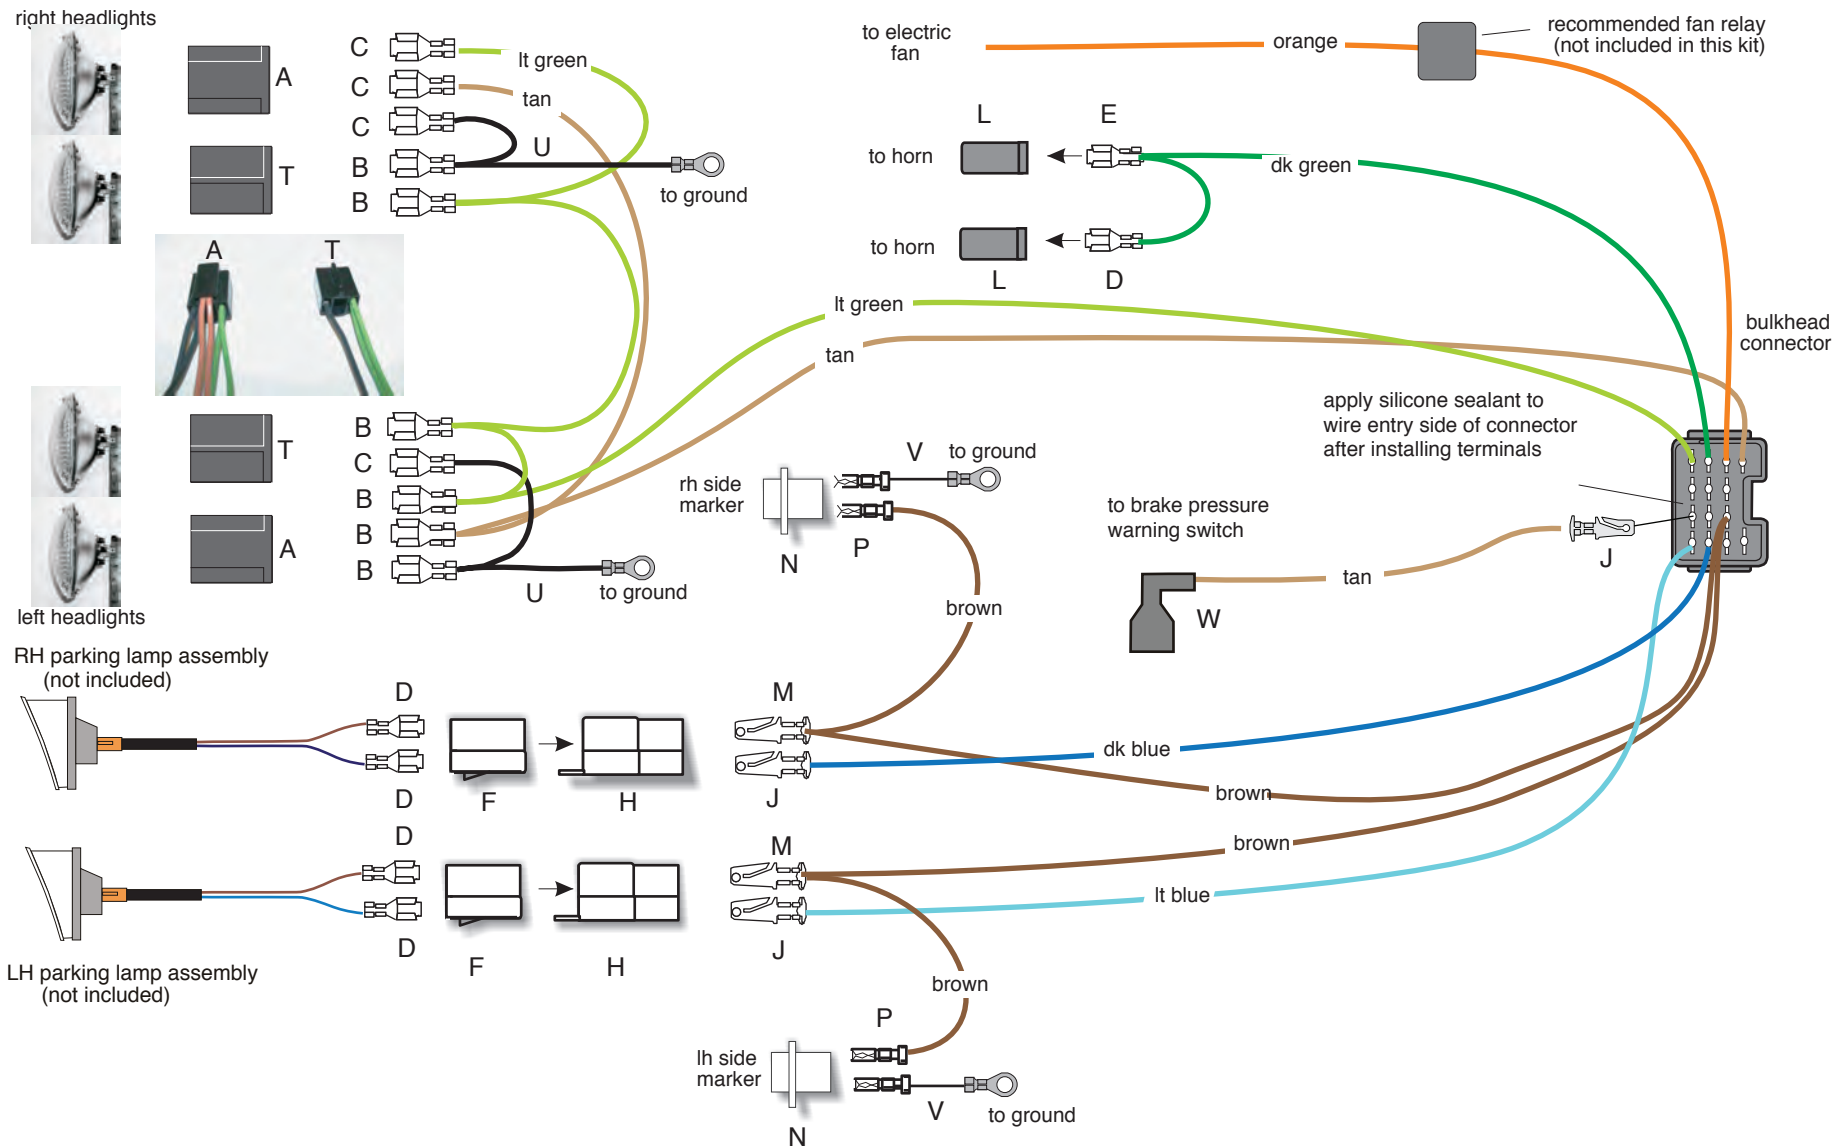 right headlights
A
T
A
T
C
C
C
B
B
lt green
tan
U
to ground
to electric
fan
orange
recommended fan relay
(not included in this kit)
L
E
to horn
dk green
to horn
L
D
lt green
tan
bulkhead
connector
apply silicone sealant to
wire entry side of connector
after installing terminals
T
A
left headlights
B
C
B
B
B
U
to ground
rh side
marker
V
to ground
N
P
brown
to brake pressure
warning switch
W
tan
J
RH parking lamp assembly
(not included)
D
D
F
H
M
J
dk blue
brown
D
D
F
H
M
J
brown
lt blue
LH parking lamp assembly
(not included)
brown
lh side
marker
P
V
to ground
N